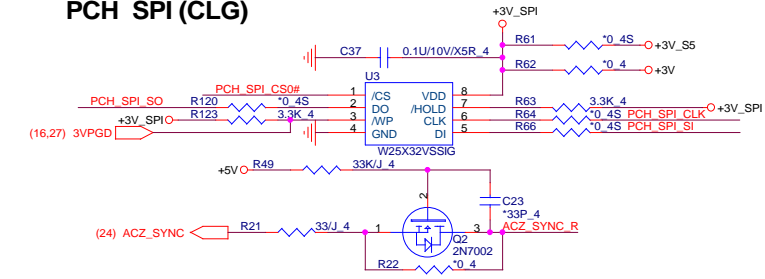 PCH SPI (CLG)
+3V_SPI
R61 *0_4S +3V_S5
C37 0.1U/10V/X5R_4
R62 *0_4 +3V
U3
PCH_SPI_CS0# 1 /CS VDD 8
PCH_SPI_SO R120 *0_4S 2 DO /HOLD 7 R63 3.3K_4 +3V_SPI
+3V_SPI R123 3.3K_4 3 /WP CLK 6 R64 *0_4S PCH_SPI_CLK
(16,27) 3VPGD 4 GND DI 5 R66 *0_4S PCH_SPI_SI
W25X32VSSIG
+5V R49 33K/J_4
2
C23
*33P_4
(24) ACZ_SYNC R21 33/J_4 1 3 ACZ_SYNC_R
Q2
2N7002
R22 *0_4